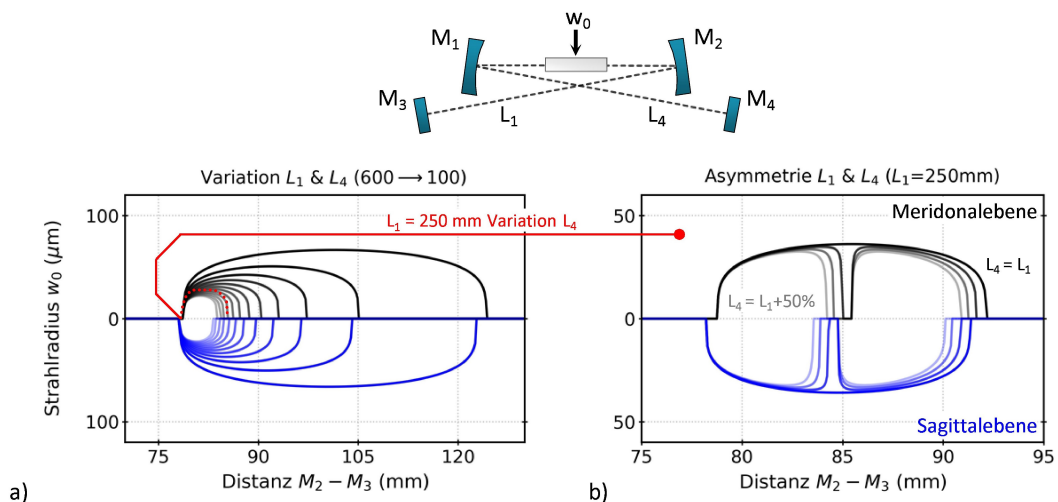 w₀
M₁
M₂
M₃
M₄
L₁
L₄
Variation L₁ & L₄ (600 → 100)
Asymmetrie L₁ & L₄ (L₁=250mm)
L₁ = 250 mm Variation L₄
Meridonalebene
L₄ = L₁
L₄ = L₁+50%
Sagittalebene
Strahlradius w₀ (μm)
100
50
0
50
100
75
90
105
120
Distanz M₂ − M₃ (mm)
a)
50
0
50
75
80
85
90
95
Distanz M₂ − M₃ (mm)
b)